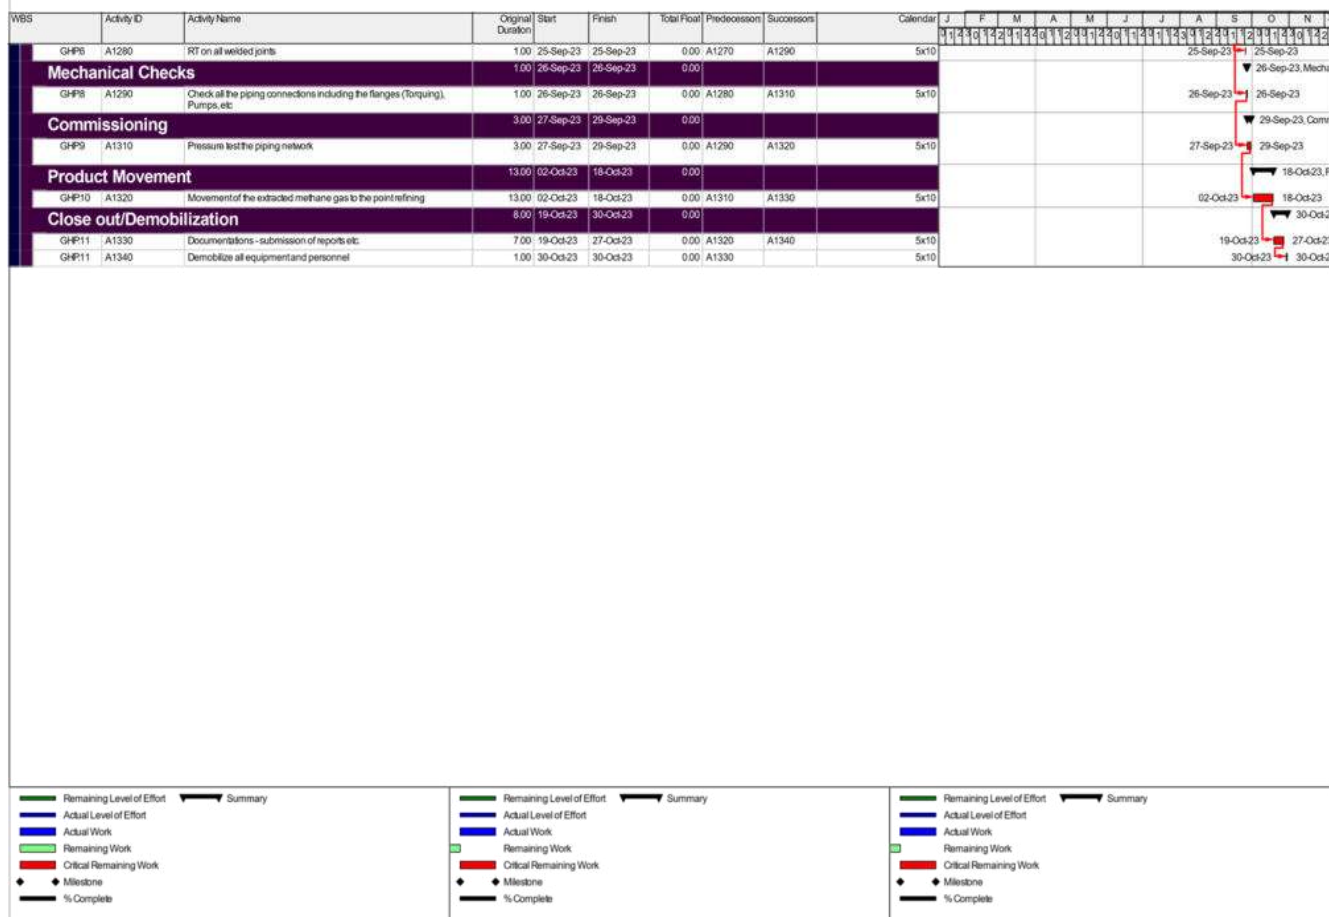 WBS Activity ID Activity Name Original Duration Start Finish Total Float Predecessors Successors Calendar J F M A M J J A S O N
GHP.6 A1280 RT on all welded joints 1.00 25-Sep-23 25-Sep-23 0.00 A1270 A1290 5x10 25-Sep-23 25-Sep-23
Mechanical Checks 1.00 26-Sep-23 26-Sep-23 0.00 26-Sep-23, Mecha
GHP.8 A1290 Check all the piping connections including the flanges (Torquing), 1.00 26-Sep-23 26-Sep-23 0.00 A1280 A1310 5x10 26-Sep-23 26-Sep-23
Pumps, etc
Commissioning 3.00 27-Sep-23 29-Sep-23 0.00 29-Sep-23, Comm
GHP.9 A1310 Pressure test the piping network 3.00 27-Sep-23 29-Sep-23 0.00 A1290 A1320 5x10 27-Sep-23 29-Sep-23
Product Movement 13.00 02-Oct-23 18-Oct-23 0.00 18-Oct-23, P
GHP.10 A1320 Movement of the extracted methane gas to the point refining 13.00 02-Oct-23 18-Oct-23 0.00 A1310 A1330 5x10 02-Oct-23 18-Oct-23
Close out/Demobilization 8.00 19-Oct-23 30-Oct-23 0.00 30-Oct-2
GHP.11 A1330 Documentations - submission of reports etc. 7.00 19-Oct-23 27-Oct-23 0.00 A1320 A1340 5x10 19-Oct-23 27-Oct-23
GHP.11 A1340 Demobilize all equipment and personnel 1.00 30-Oct-23 30-Oct-23 0.00 A1330 5x10 30-Oct-23 30-Oct-2
Remaining Level of Effort Summary
Actual Level of Effort
Actual Work
Remaining Work
Critical Remaining Work
Milestone
% Complete
Remaining Level of Effort Summary
Actual Level of Effort
Actual Work
Remaining Work
Critical Remaining Work
Milestone
% Complete
Remaining Level of Effort Summary
Actual Level of Effort
Actual Work
Remaining Work
Critical Remaining Work
Milestone
% Complete